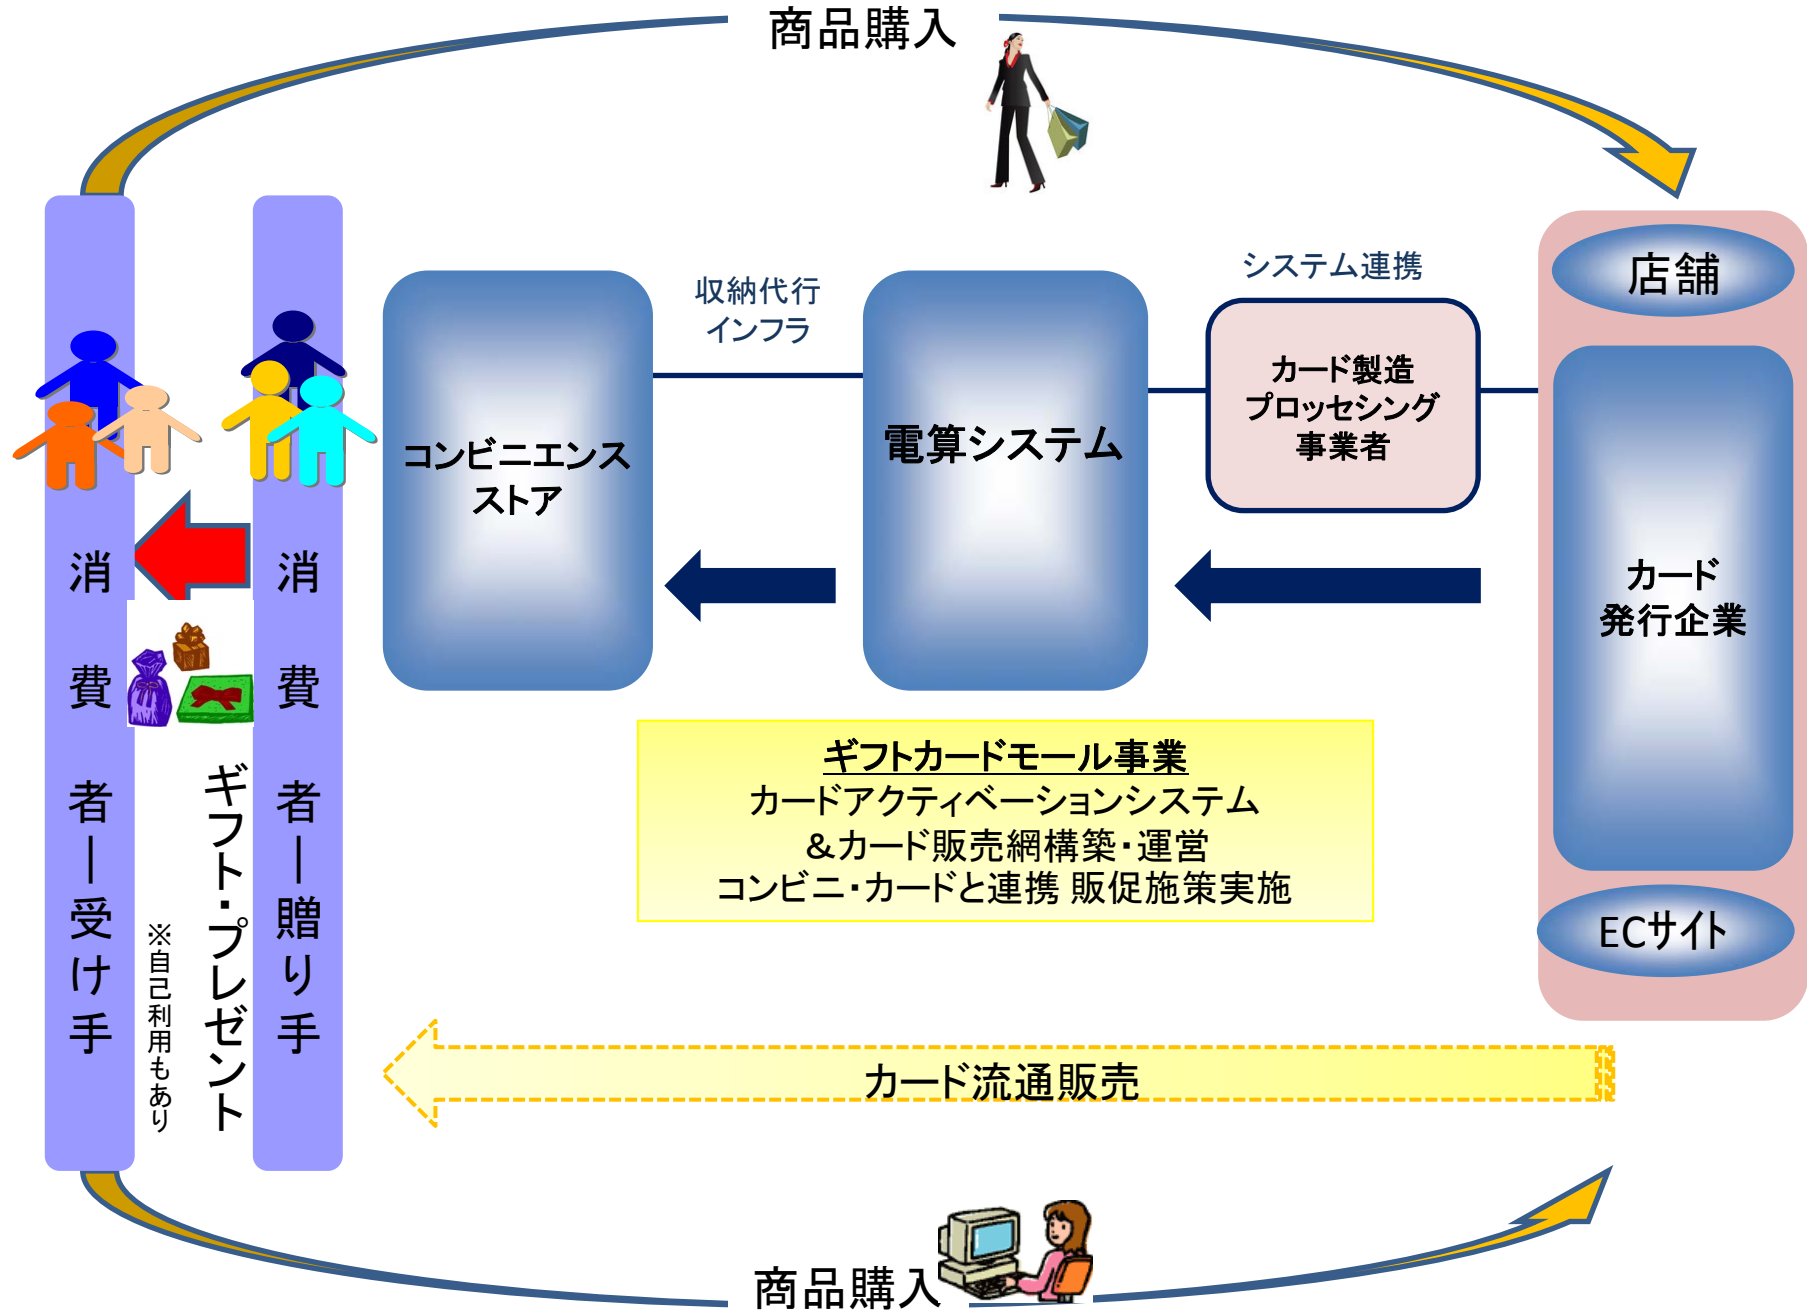 商品購入
システム連携
収納代行
インフラ
店舗
カード製造
プロッセシング
事業者
コンビニエンス
ストア
電算システム
カード
発行企業
消費者―受け手
消費者―贈り手
ギフト・プレゼント
※自己利用もあり
ギフトカードモール事業
カードアクティベーションシステム
&カード販売網構築・運営
コンビニ・カードと連携 販促施策実施
ECサイト
カード流通販売
商品購入